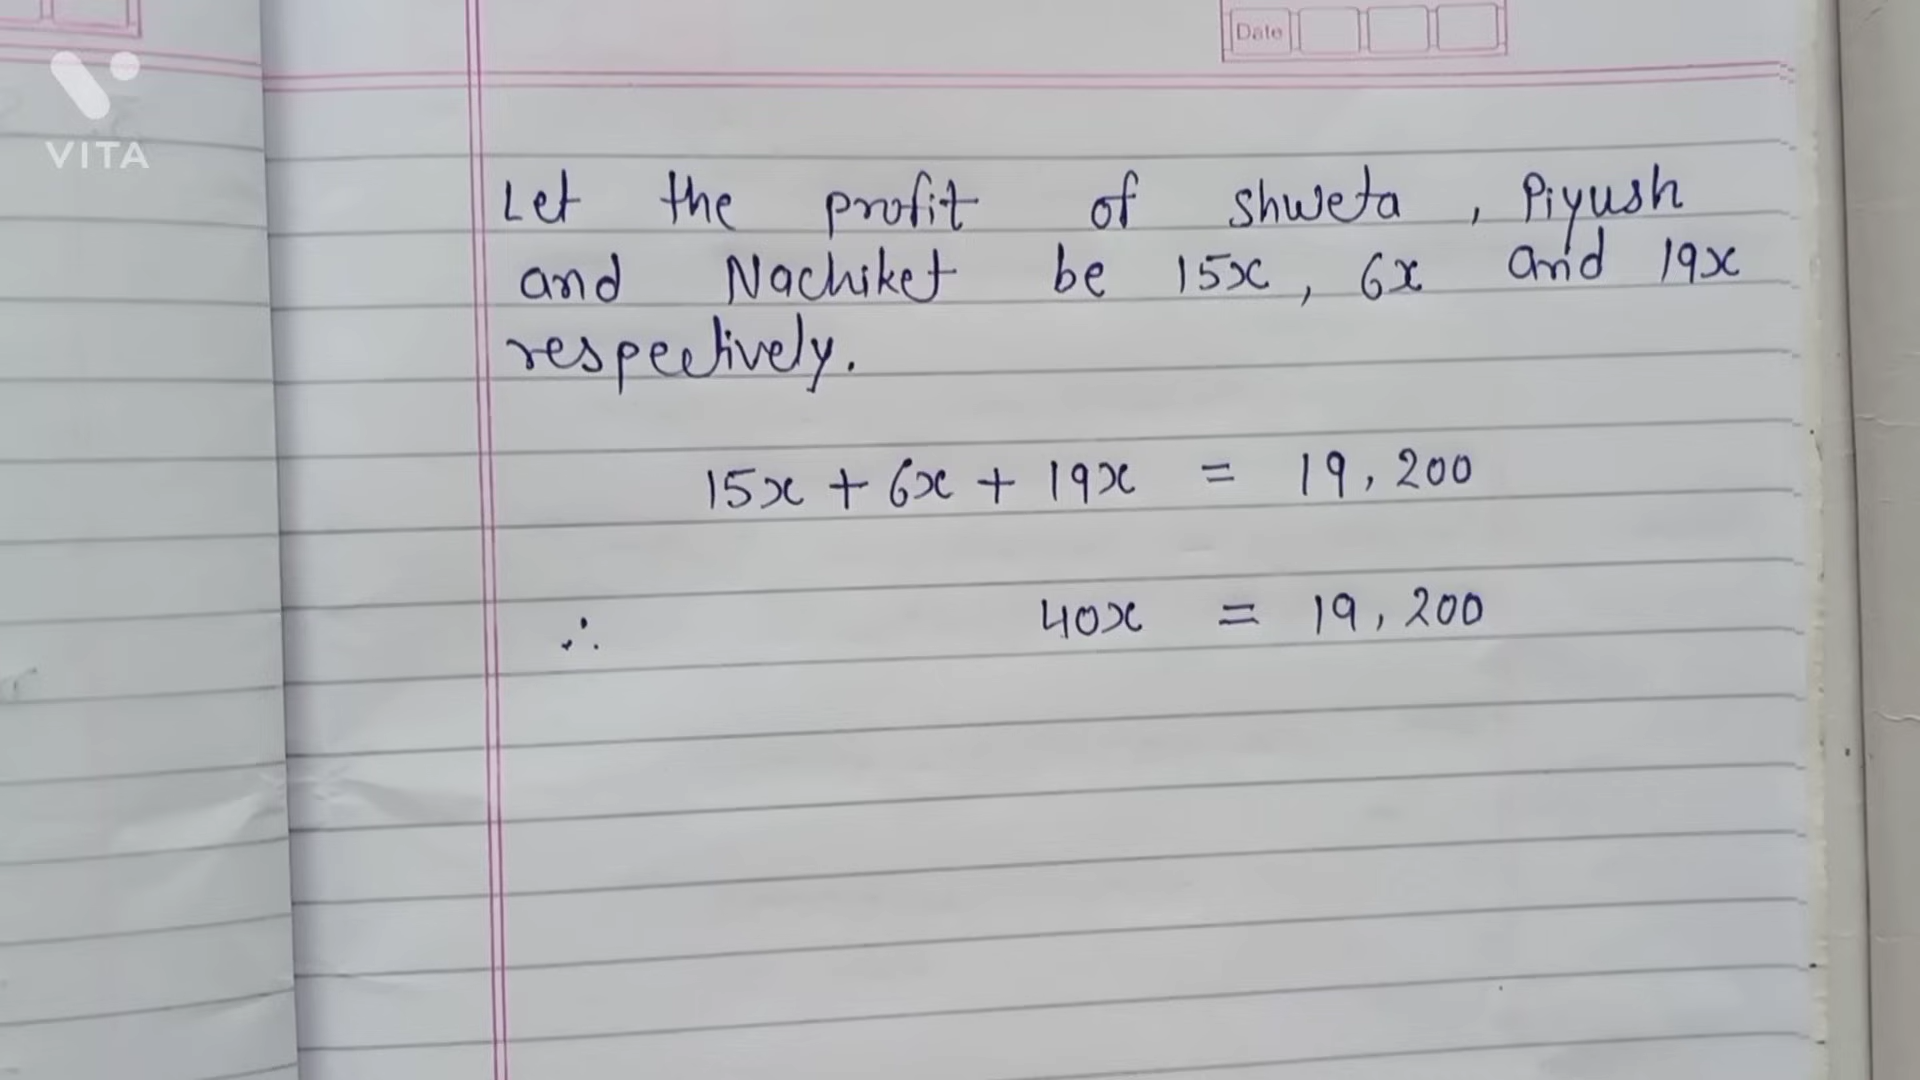 Date
VITA
Let the profit of shweta, Piyush
and Nachiket be 15x, 6x and 19x
respectively.
15x + 6x + 19x = 19,200
∴ 40x = 19,200